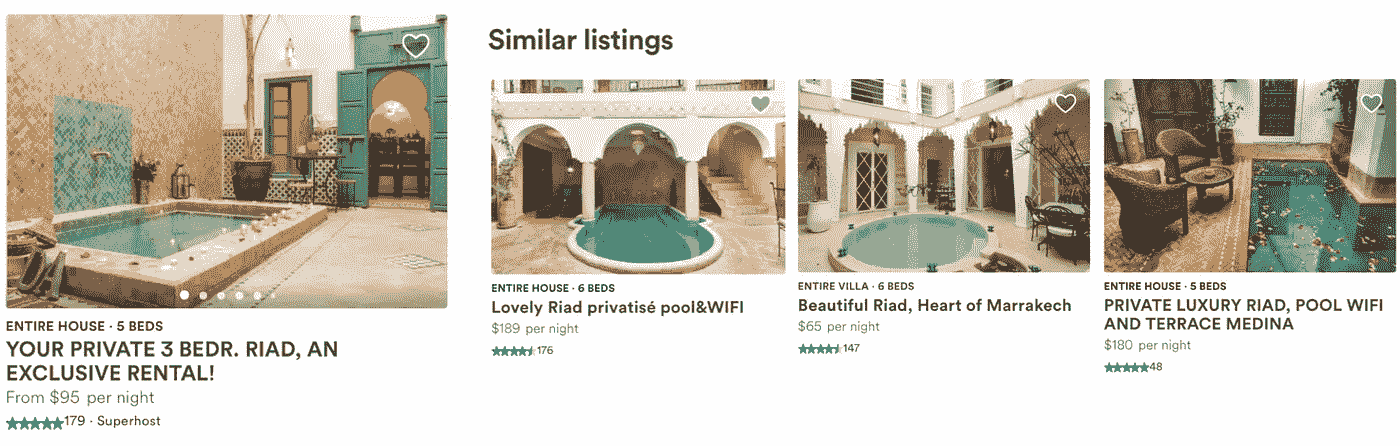 ENTIRE HOUSE · 5 BEDS
YOUR PRIVATE 3 BEDR. RIAD, AN
EXCLUSIVE RENTAL!
From $95 per night
179 · Superhost
Similar listings
ENTIRE HOUSE · 6 BEDS
Lovely Riad privatisé pool&WIFI
$189 per night
176
ENTIRE VILLA · 6 BEDS
Beautiful Riad, Heart of Marrakech
$65 per night
147
ENTIRE HOUSE · 5 BEDS
PRIVATE LUXURY RIAD, POOL WIFI
AND TERRACE MEDINA
$180 per night
48